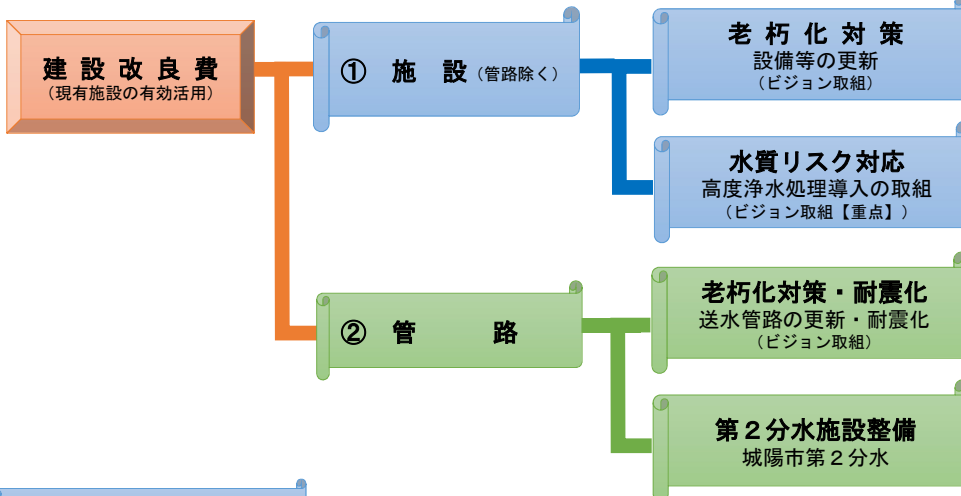 建設改良費
（現有施設の有効活用）
① 施設（管路除く）
老朽化対策
設備等の更新
（ビジョン取組）
水質リスク対応
高度浄水処理導入の取組
（ビジョン取組【重点】）
② 管路
老朽化対策・耐震化
送水管路の更新・耐震化
（ビジョン取組）
第２分水施設整備
城陽市第２分水